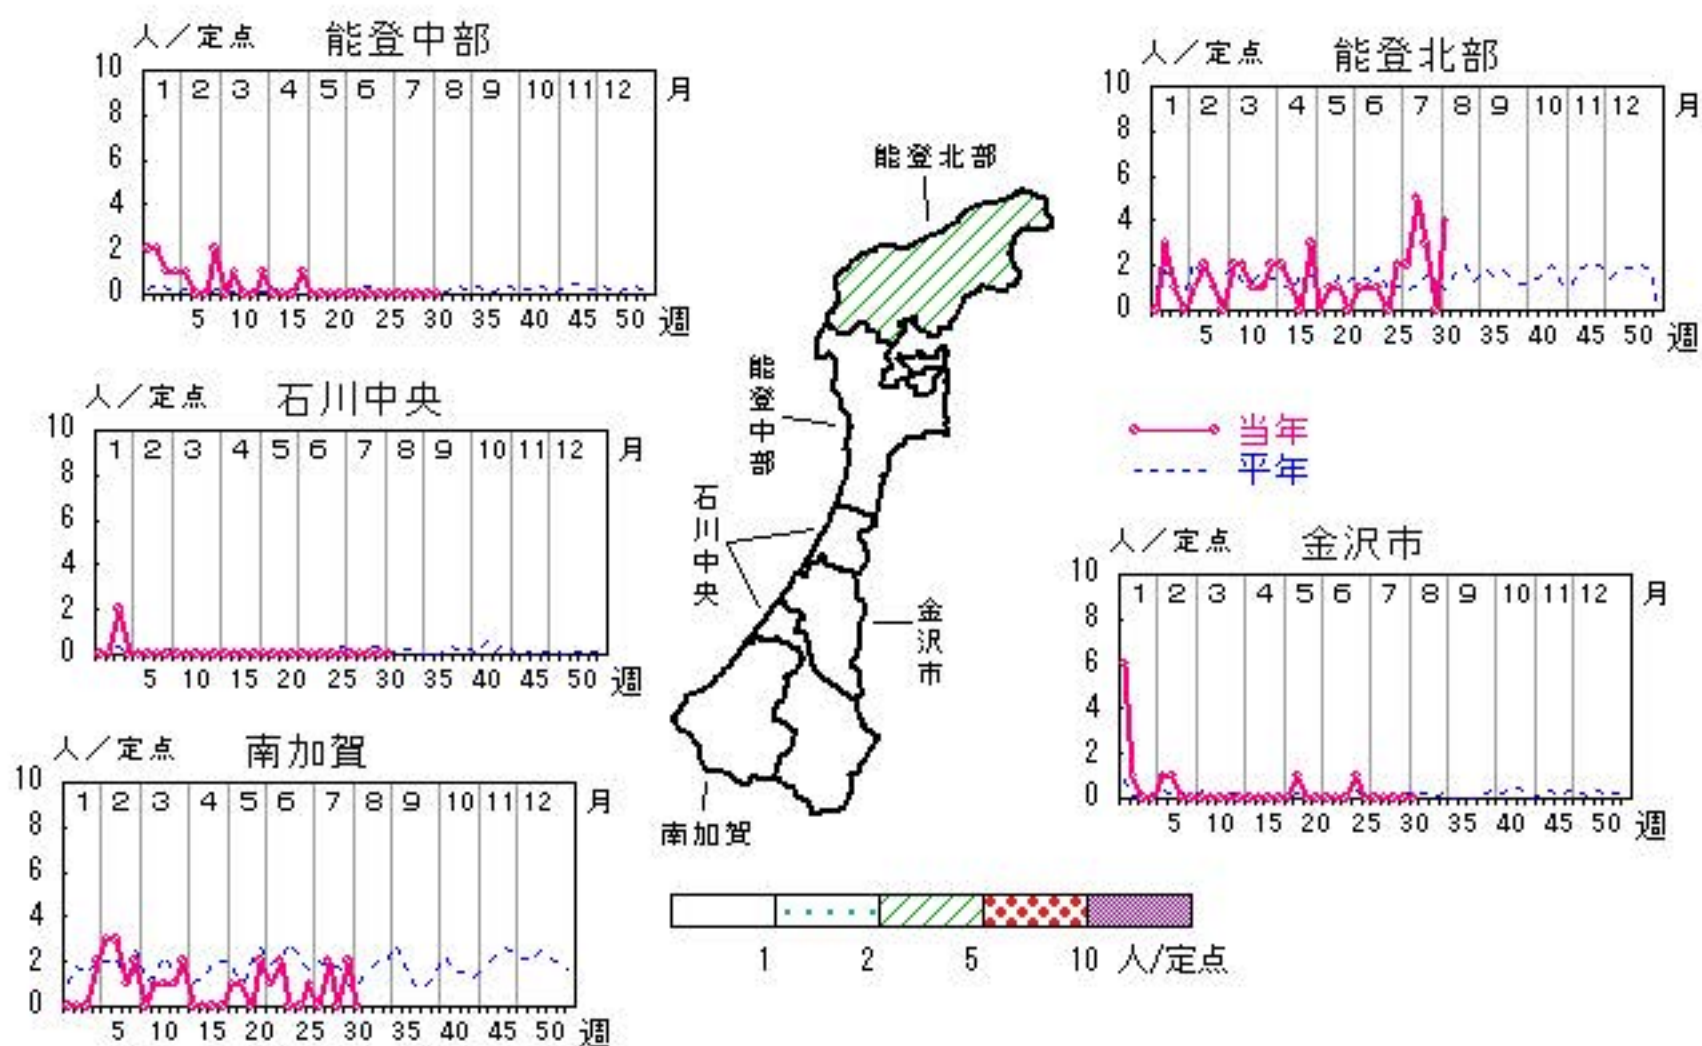 人／定点 能登中部
10 8 6 4 2 0
1 2 3 4 5 6 7 8 9 10 11 12 月
5 10 15 20 25 30 35 40 45 50 週
人／定点 能登北部
10 8 6 4 2 0
1 2 3 4 5 6 7 8 9 10 11 12 月
5 10 15 20 25 30 35 40 45 50 週
人／定点 石川中央
10 8 6 4 2 0
1 2 3 4 5 6 7 8 9 10 11 12 月
5 10 15 20 25 30 35 40 45 50 週
能登北部
能登中部
石川中央
金沢市
南加賀
当年
平年
人／定点 金沢市
10 8 6 4 2 0
1 2 3 4 5 6 7 8 9 10 11 12 月
5 10 15 20 25 30 35 40 45 50 週
人／定点 南加賀
10 8 6 4 2 0
1 2 3 4 5 6 7 8 9 10 11 12 月
5 10 15 20 25 30 35 40 45 50 週
1 2 5 10 人/定点